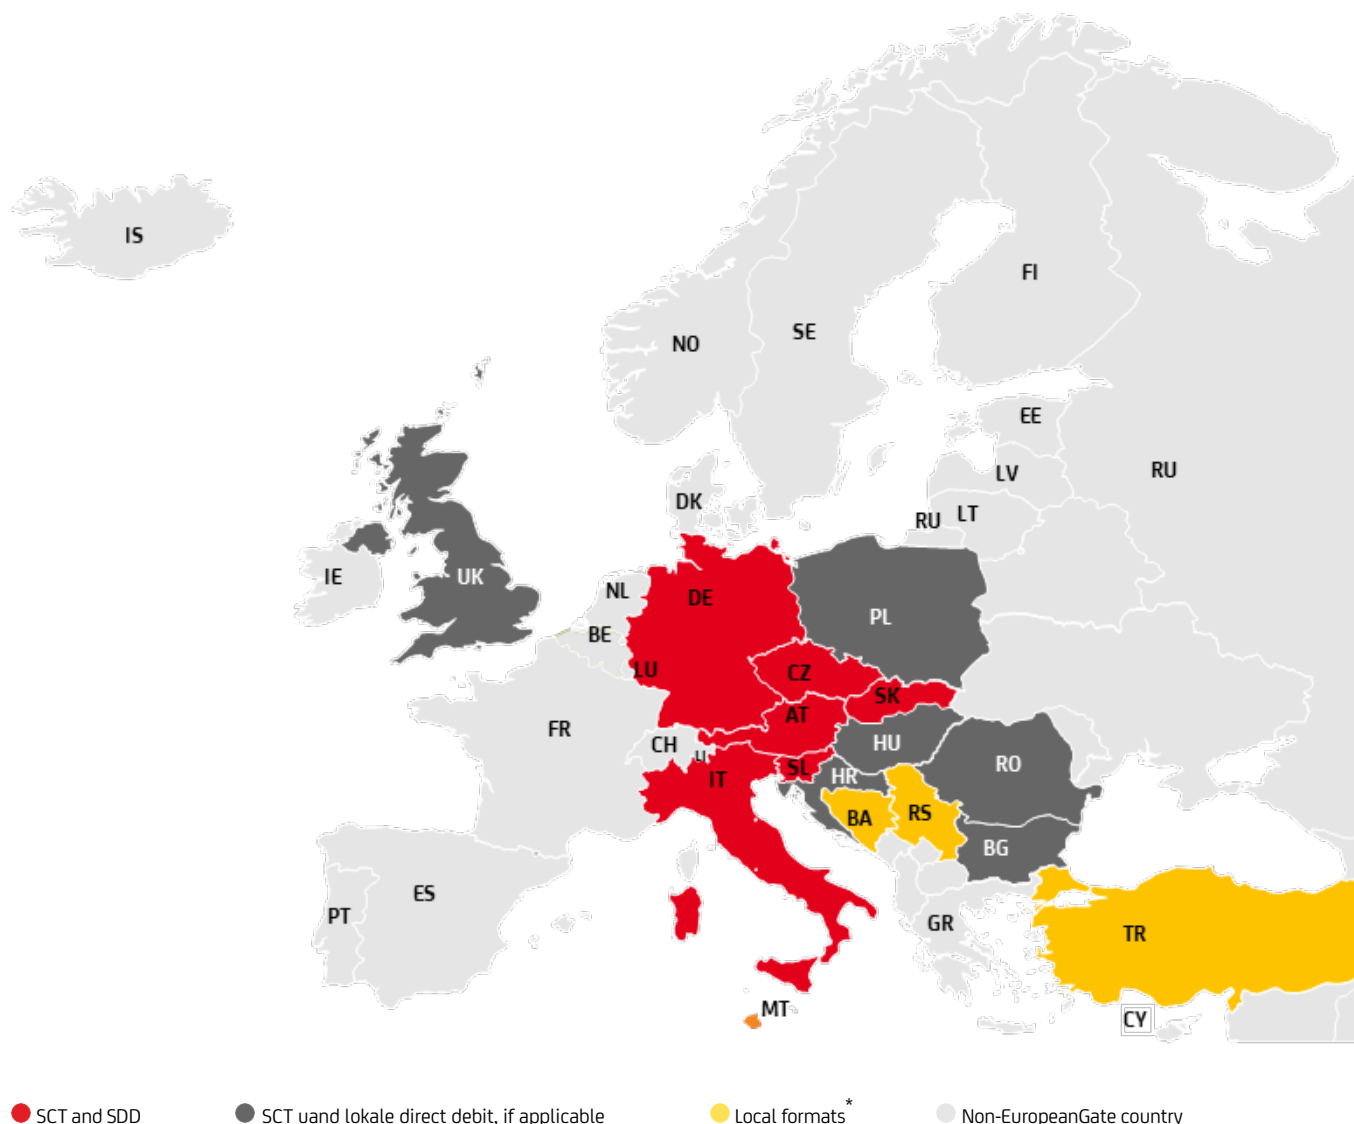 IS
FI
SE
NO
EE
RU
LV
DK
LT
RU
IE
UK
NL
DE
PL
BE
LU
CZ
SK
AT
FR
CH
HU
LI
RO
SL
IT
HR
BA
RS
BG
ES
PT
GR
TR
MT
CY
SCT and SDD
SCT uand lokale direct debit, if applicable
Local formats*
Non-EuropeanGate country